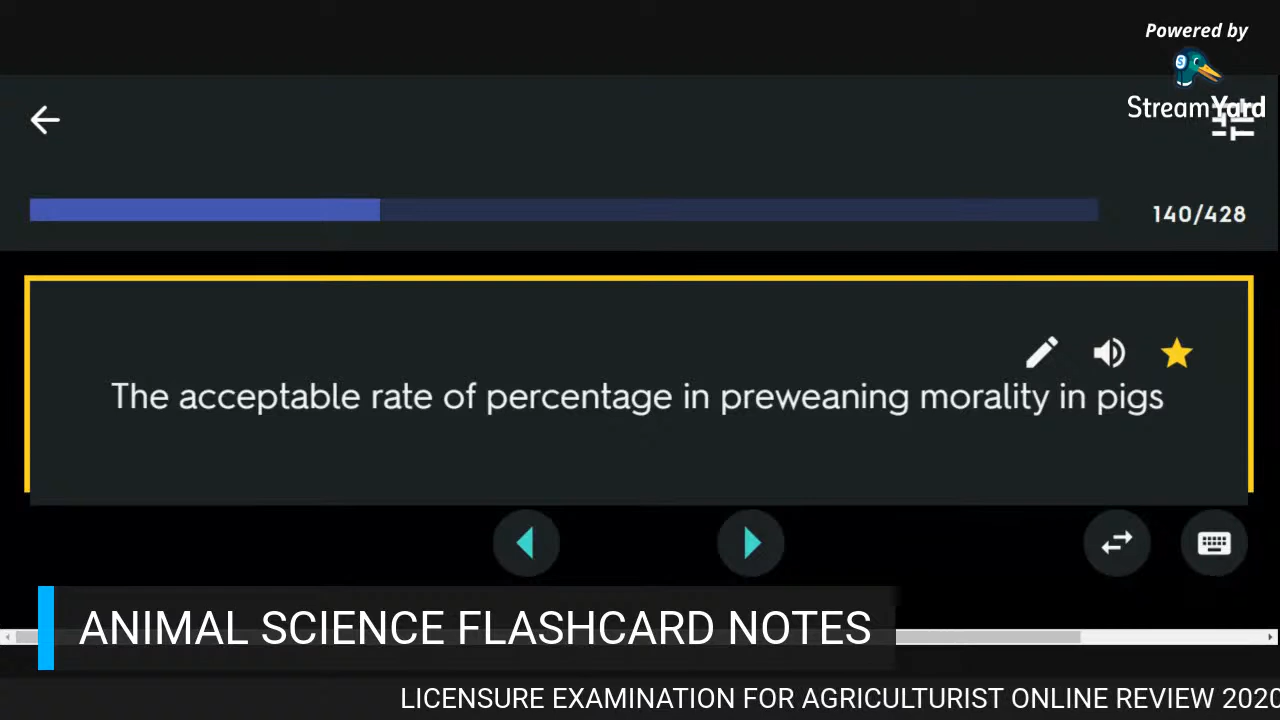 Powered by
StreamYard
140/428
The acceptable rate of percentage in preweaning morality in pigs
ANIMAL SCIENCE FLASHCARD NOTES
LICENSURE EXAMINATION FOR AGRICULTURIST ONLINE REVIEW 2020